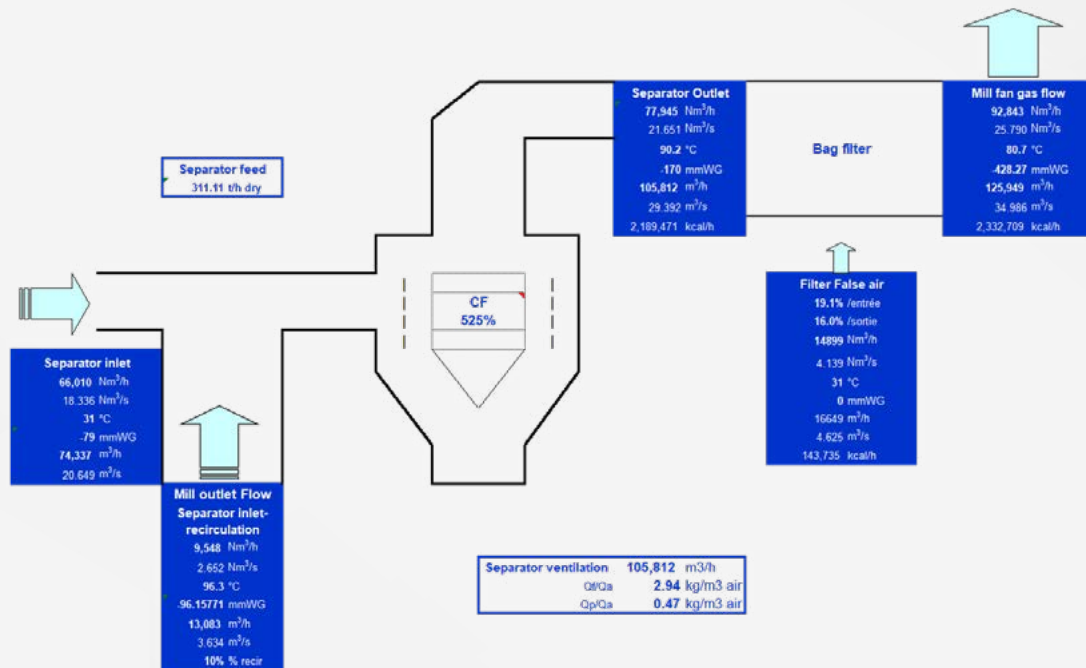 Separator feed
311.11 t/h dry
Separator Outlet
77,945 Nm³/h
21.651 Nm³/s
90.2 °C
-170 mmWG
105,812 m³/h
29.392 m³/s
2,189,471 kcal/h
Bag filter
Mill fan gas flow
92,843 Nm³/h
25.790 Nm³/s
80.7 °C
-428.27 mmWG
125,949 m³/h
34.986 m³/s
2,332,709 kcal/h
CF
525%
Filter False air
19.1% /entrée
16.0% /sortie
14899 Nm³/h
4.139 Nm³/s
31 °C
0 mmWG
16649 m³/h
4.625 m³/s
143,735 kcal/h
Separator inlet
66,010 Nm³/h
18.336 Nm³/s
31 °C
-79 mmWG
74,337 m³/h
20.649 m³/s
Mill outlet Flow
Separator inlet-
recirculation
9,548 Nm³/h
2.652 Nm³/s
96.3 °C
-96.15771 mmWG
13,083 m³/h
3.634 m³/s
10% % recir
Separator ventilation 105,812 m3/h
Qf/Qa 2.94 kg/m3 air
Qp/Qa 0.47 kg/m3 air